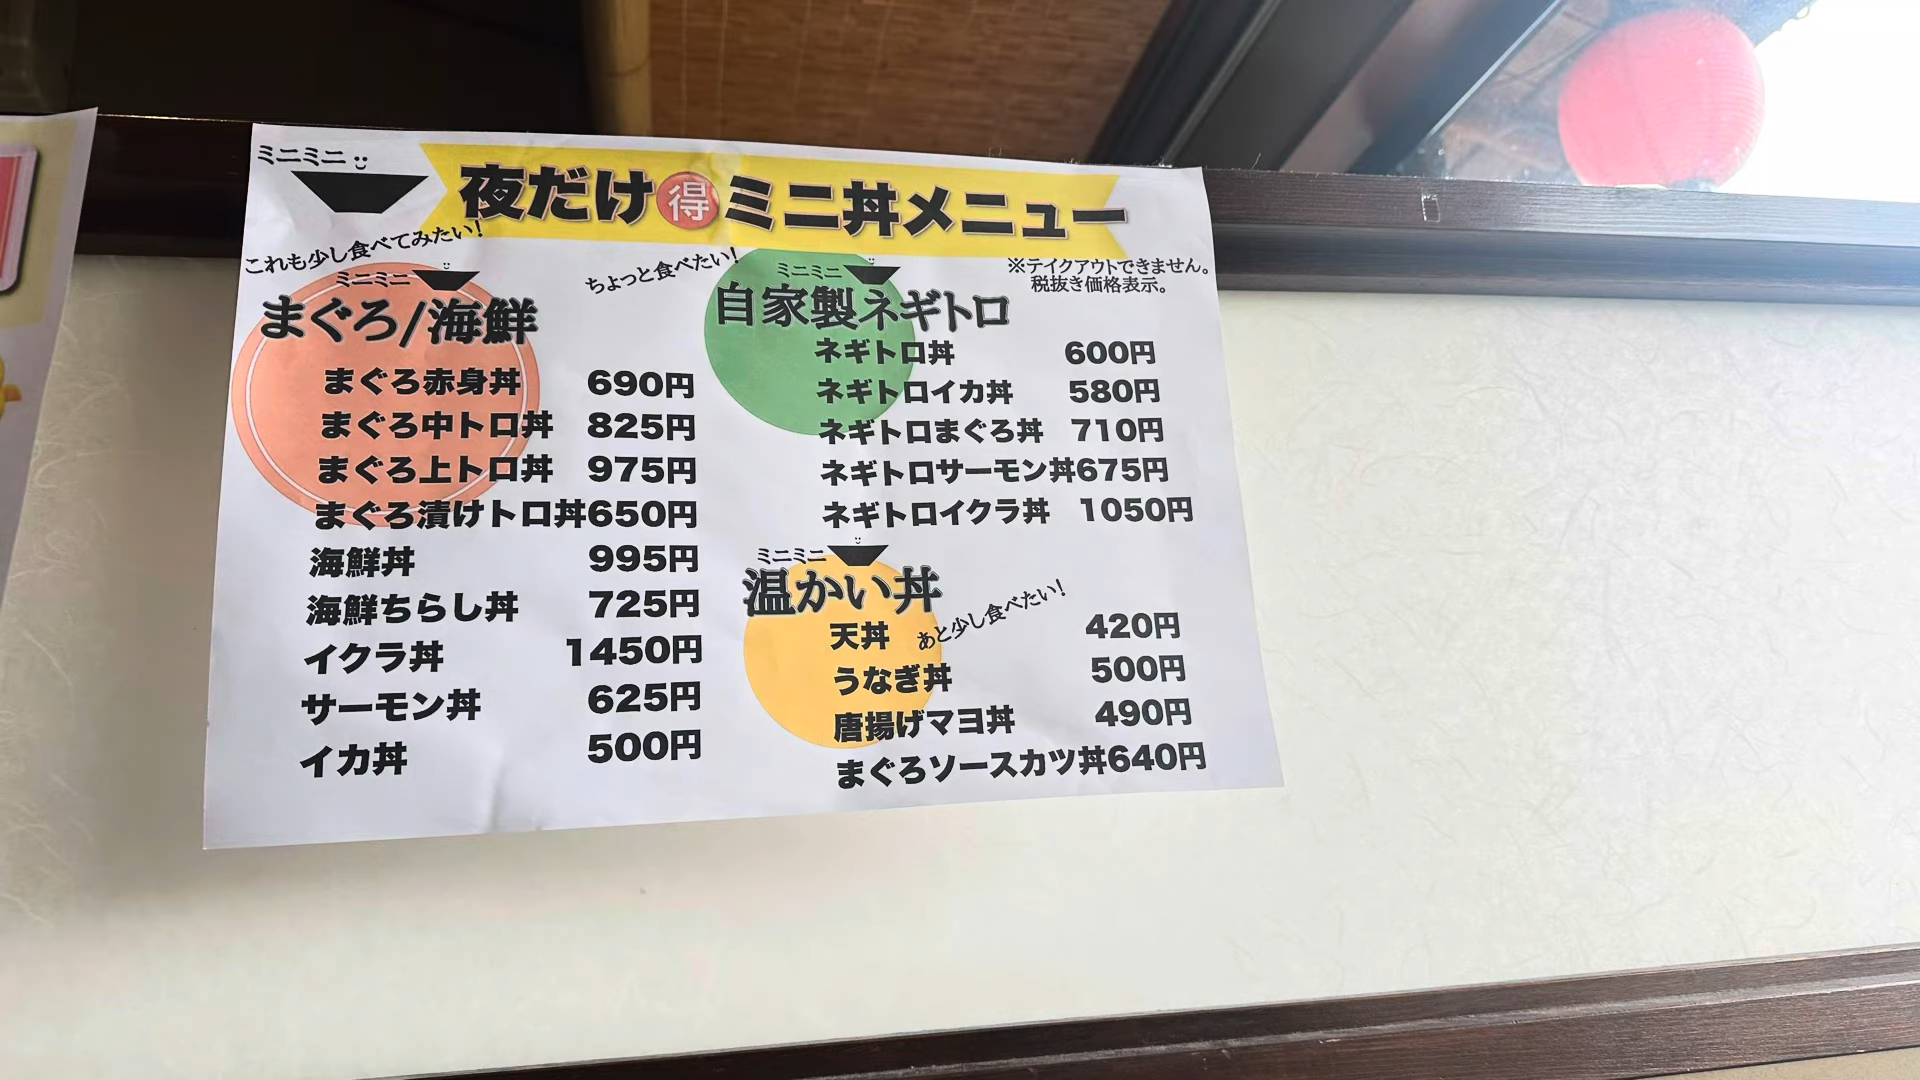 ミニミニ
夜だけ得ミニ丼メニュー
これも少し食べてみたい!
ミニミニ
まぐろ/海鮮
まぐろ赤身丼 690円
まぐろ中トロ丼 825円
まぐろ上トロ丼 975円
まぐろ漬けトロ丼650円
海鮮丼 995円
海鮮ちらし丼 725円
イクラ丼 1450円
サーモン丼 625円
イカ丼 500円
ちょっと食べたい!
ミニミニ
自家製ネギトロ
※テイクアウトできません。
税抜き価格表示。
ネギトロ丼 600円
ネギトロイカ丼 580円
ネギトロまぐろ丼 710円
ネギトロサーモン丼675円
ネギトロイクラ丼 1050円
ミニミニ
温かい丼
あと少し食べたい!
天丼 420円
うなぎ丼 500円
唐揚げマヨ丼 490円
まぐろソースカツ丼640円